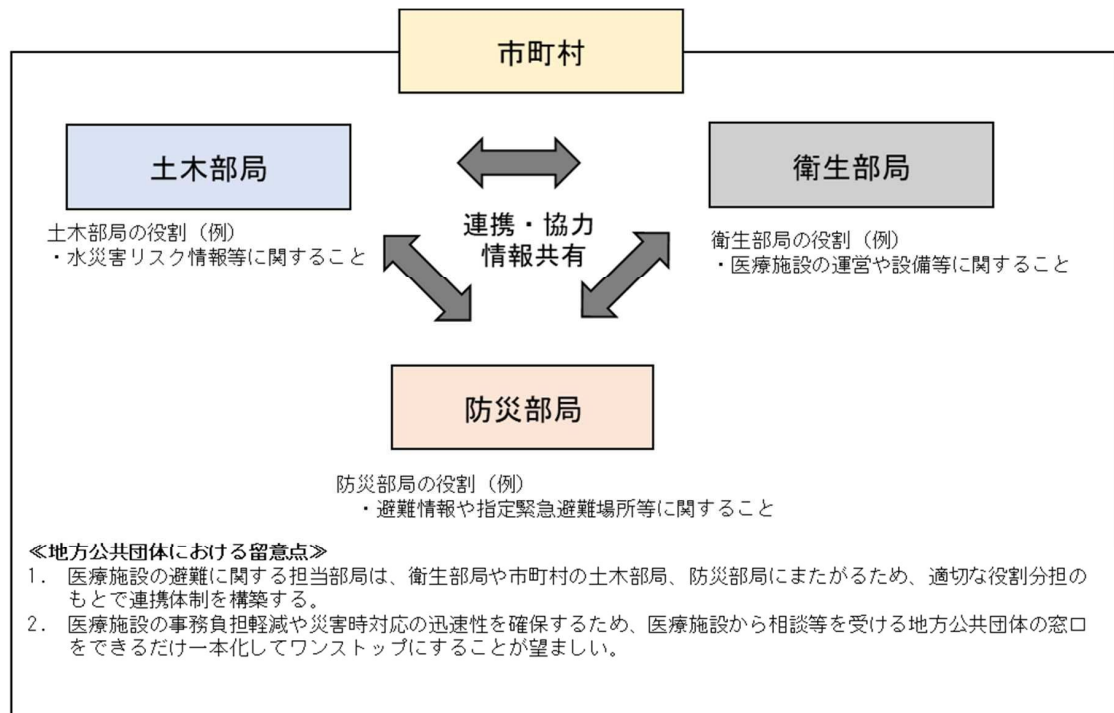 市町村
土木部局
衛生部局
連携・協力
情報共有
土木部局の役割（例）
・水災害リスク情報等に関すること
衛生部局の役割（例）
・医療施設の運営や設備等に関すること
防災部局
防災部局の役割（例）
・避難情報や指定緊急避難場所等に関すること
≪地方公共団体における留意点≫
1. 医療施設の避難に関する担当部局は、衛生部局や市町村の土木部局、防災部局にまたがるため、適切な役割分担の
もとで連携体制を構築する。
2. 医療施設の事務負担軽減や災害時対応の迅速性を確保するため、医療施設から相談等を受ける地方公共団体の窓口
をできるだけ一本化してワンストップにすることが望ましい。